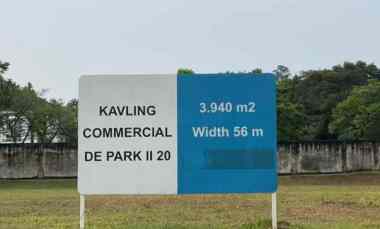 KAVLING
COMMERCIAL
DE PARK II 20
3.940 m2
Width 56 m